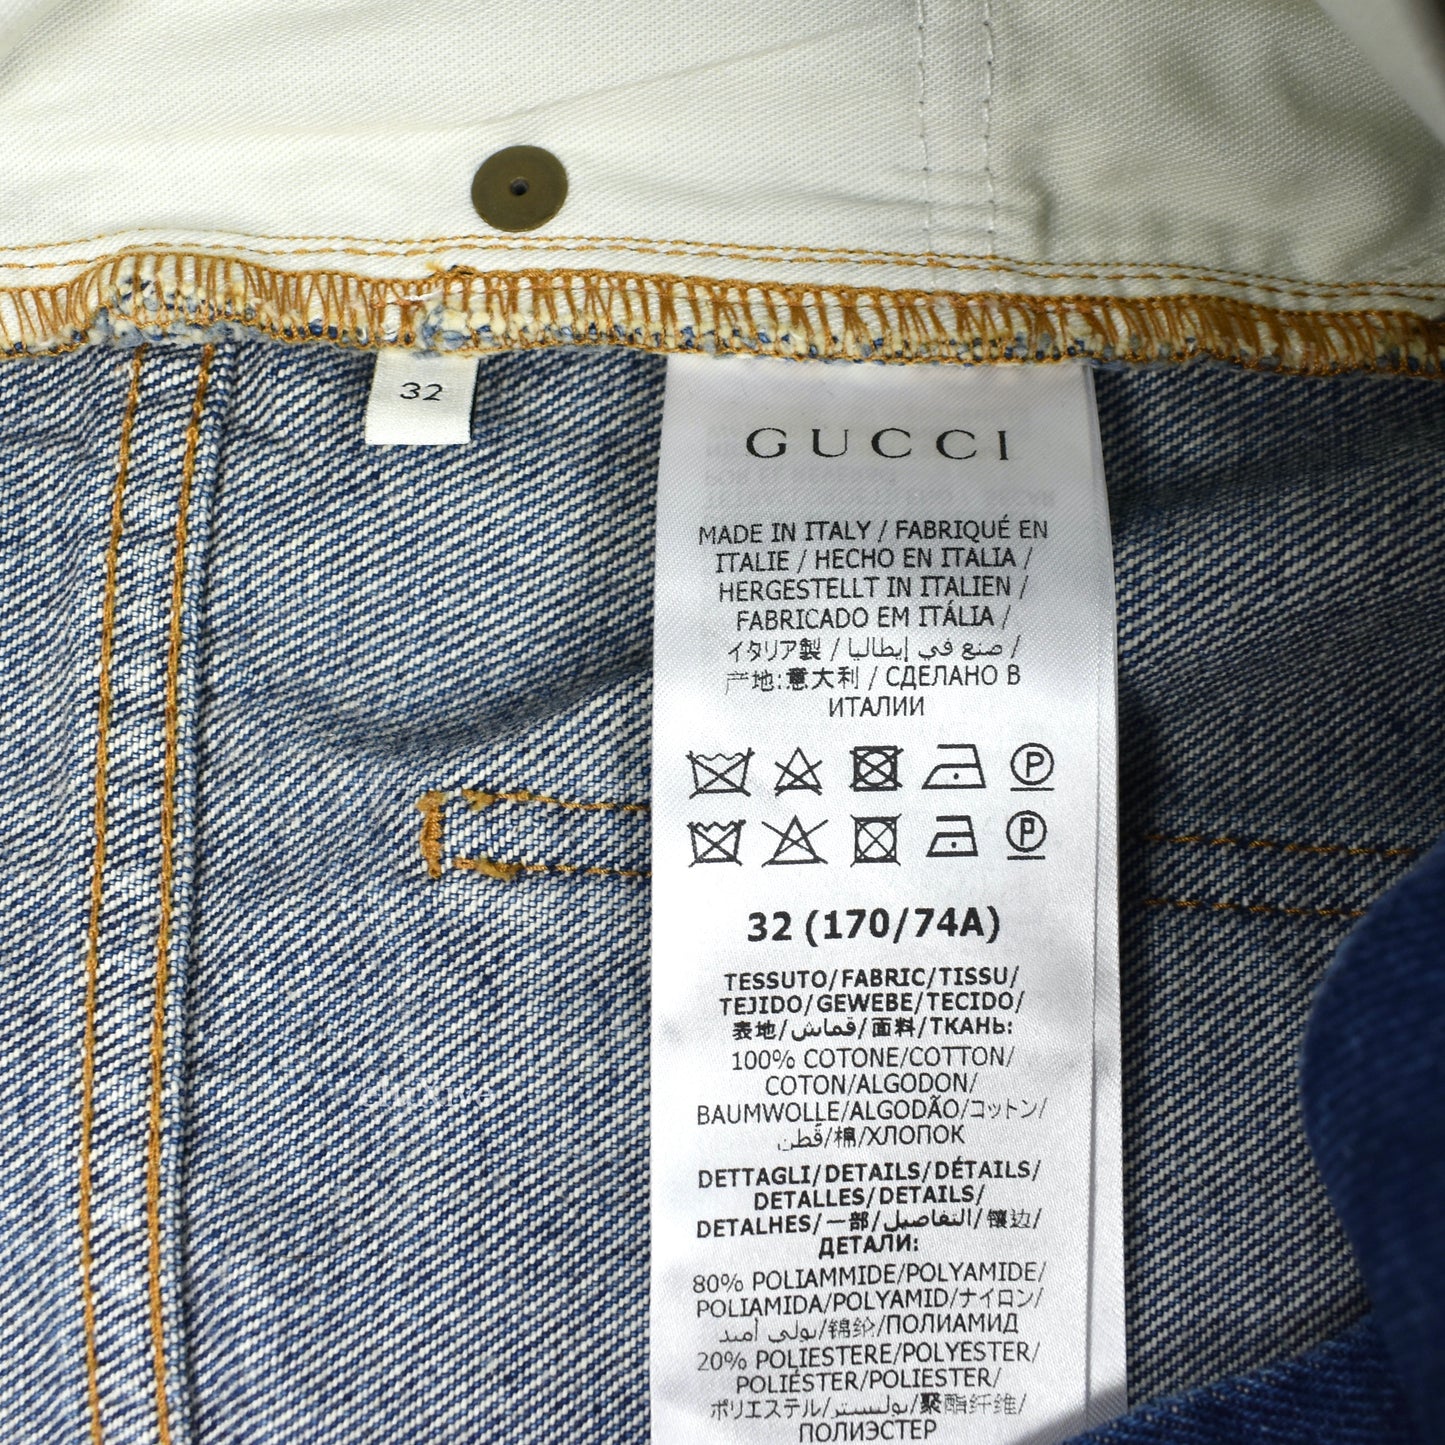 32
GUCCI
MADE IN ITALY / FABRIQUÉ EN
ITALIE / HECHO EN ITALIA /
HERGESTELLT IN ITALIEN /
FABRICADO EM ITÁLIA /
イタリア製 / صنع في إيطاليا /
产地:意大利 / СДЕЛАНО В
ИТАЛИИ
P
P
32 (170/74A)
TESSUTO/FABRIC/TISSU/
TEJIDO/GEWEBE/TECIDO/
表地/قماش/面料/ТКАНЬ:
100% COTONE/COTTON/
COTON/ALGODON/
BAUMWOLLE/ALGODÃO/コットン/
قطن/棉/ХЛОПОК
DETTAGLI/DETAILS/DÉTAILS/
DETALLES/DETAILS/
DETALHES/一部/التفاصيل/镶边/
ДЕТАЛИ:
80% POLIAMMIDE/POLYAMIDE/
POLIAMIDA/POLYAMID/ナイロン/
بولي أميد/锦纶/ПОЛИАМИД
20% POLIESTERE/POLYESTER/
POLIÉSTER/POLIESTER/
ポリエステル/بوليستر/聚酯纤维/
ПОЛИЭСТЕР